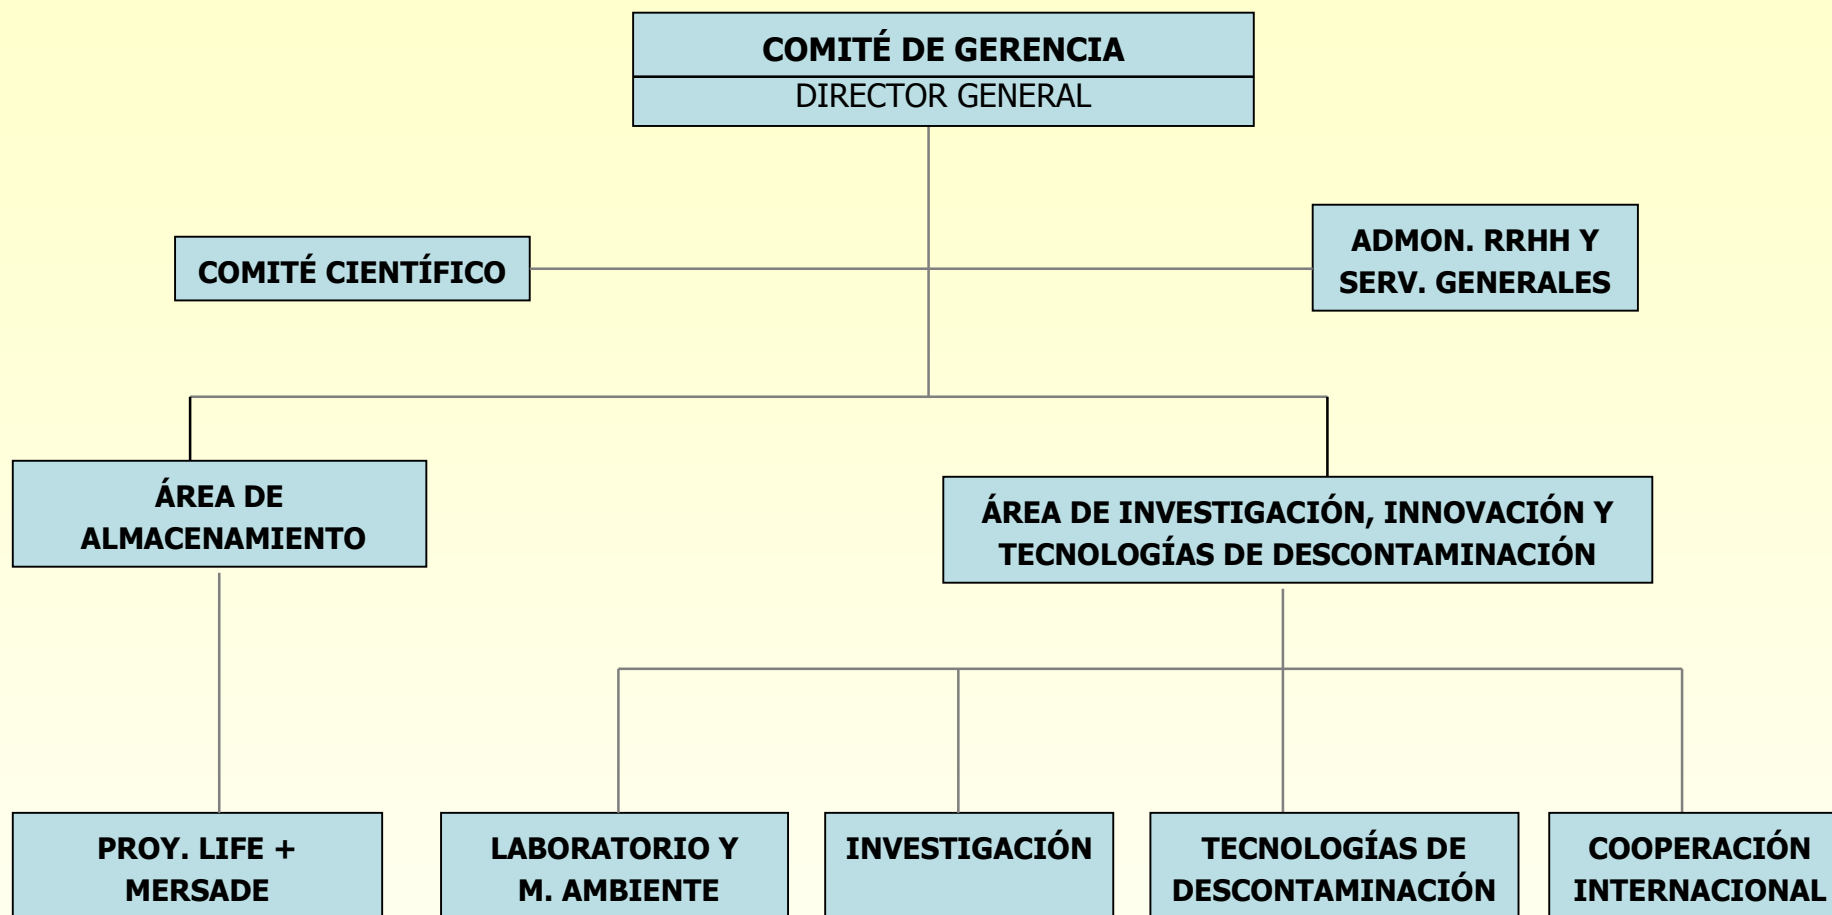 COMITÉ DE GERENCIA
DIRECTOR GENERAL
COMITÉ CIENTÍFICO
ADMON. RRHH Y
SERV. GENERALES
ÁREA DE
ALMACENAMIENTO
ÁREA DE INVESTIGACIÓN, INNOVACIÓN Y
TECNOLOGÍAS DE DESCONTAMINACIÓN
PROY. LIFE +
MERSADE
LABORATORIO Y
M. AMBIENTE
INVESTIGACIÓN
TECNOLOGÍAS DE
DESCONTAMINACIÓN
COOPERACIÓN
INTERNACIONAL